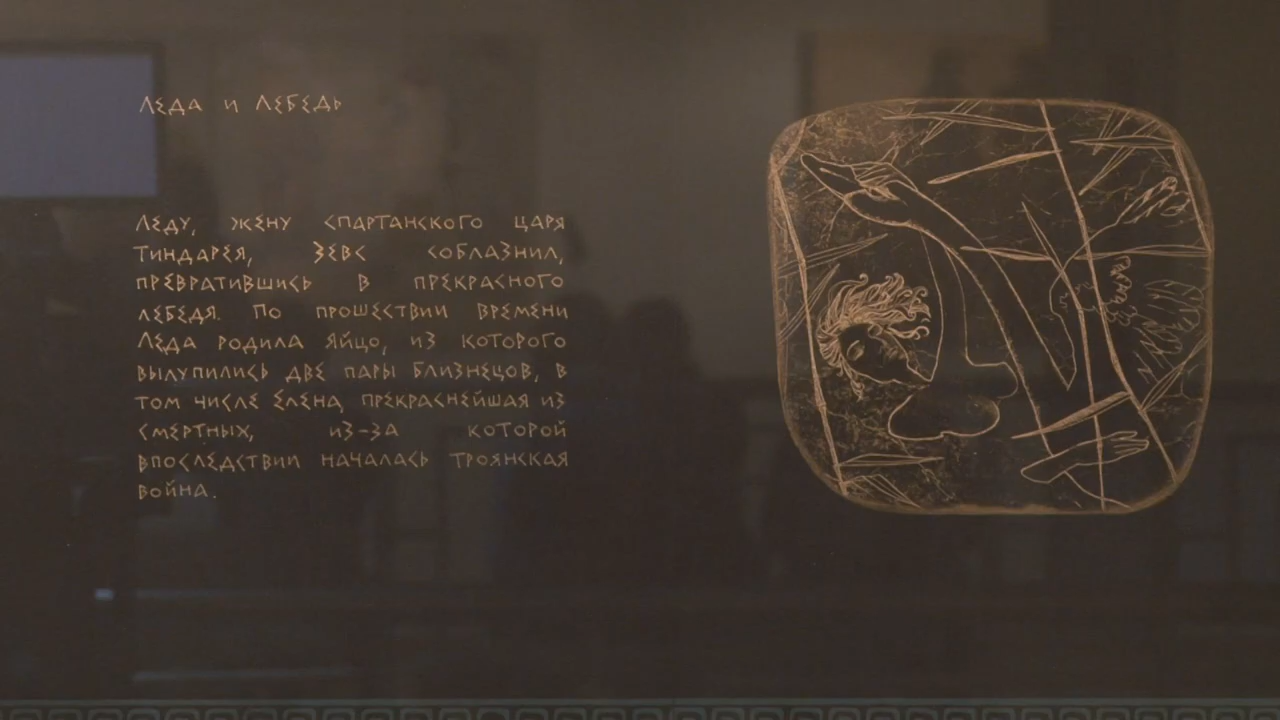 Леда и Лебедь
Леду, жену спартанского царя
Тиндарея, Зевс соблазнил,
превратившись в прекрасного
лебедя. По прошествии времени
Леда родила яйцо, из которого
вылупились две пары близнецов, в
том числе Елена, прекраснейшая из
смертных, из-за которой
впоследствии началась Троянская
война.